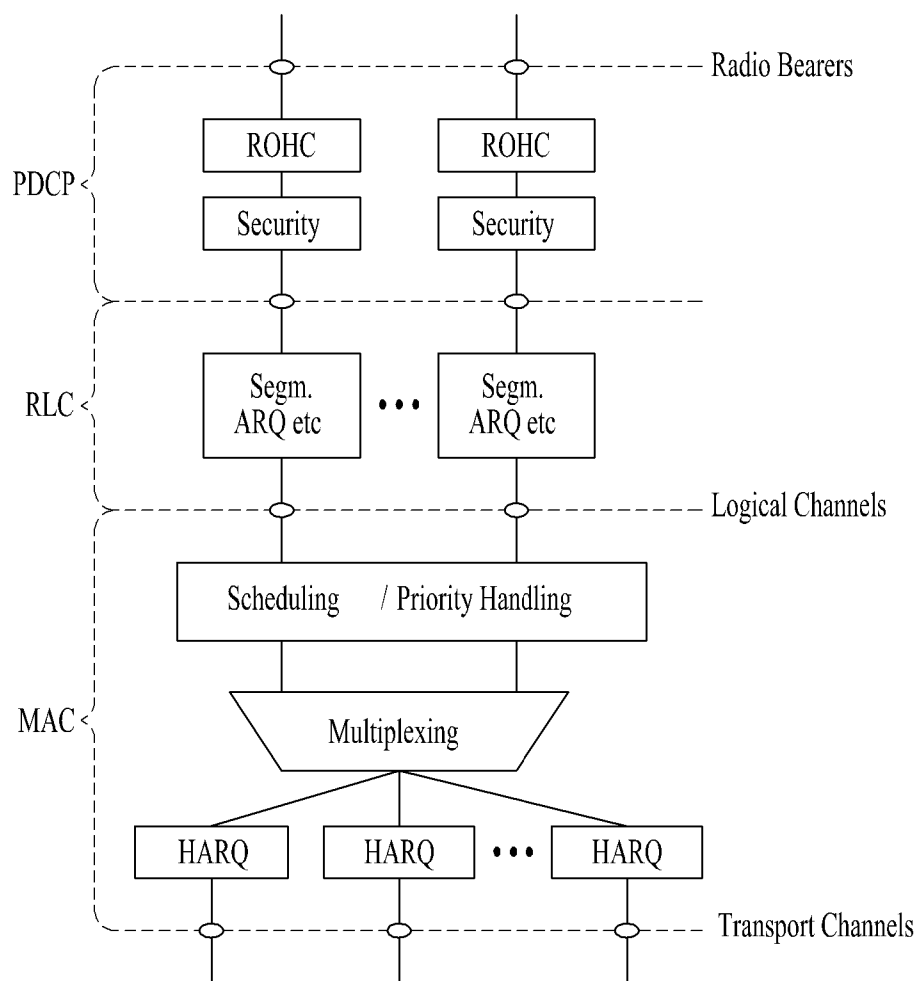 Radio Bearers
ROHC ROHC
PDCP
Security Security
Segm. Segm.
RLC
ARQ etc ARQ etc
Logical Channels
Scheduling / Priority Handling
MAC
Multiplexing
HARQ HARQ HARQ
Transport Channels